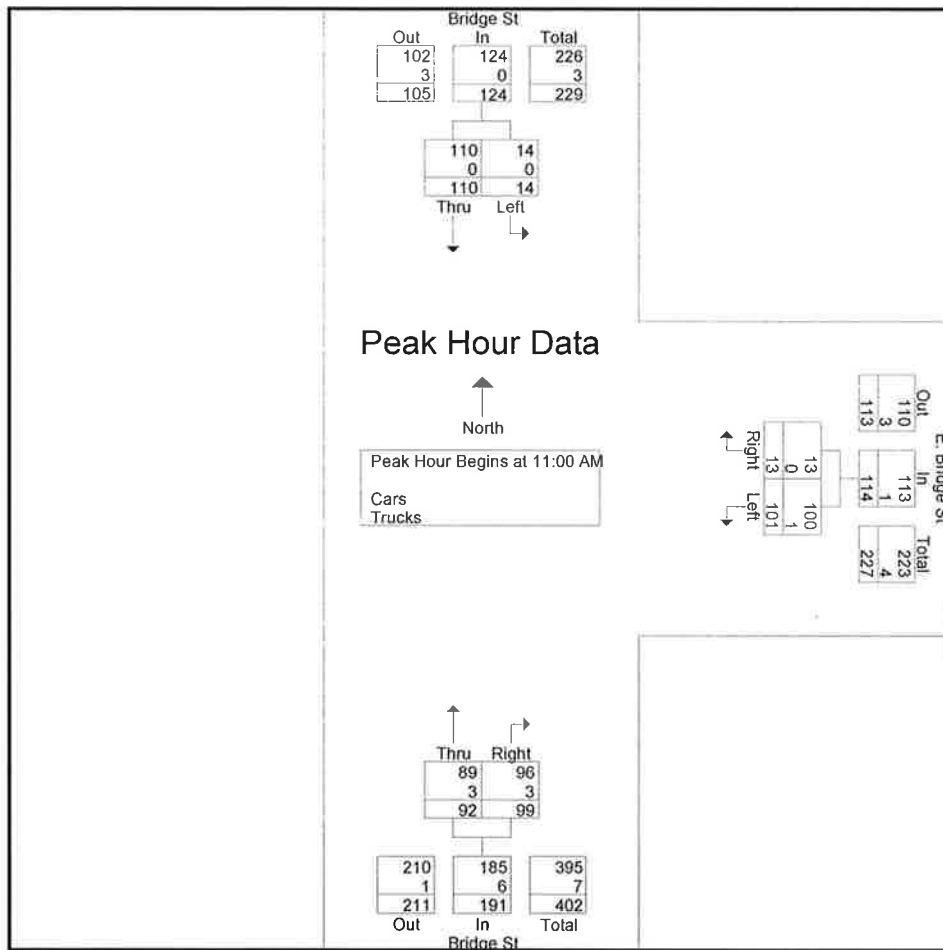 Bridge St
Out In Total
102 124 226
3 0 3
105 124 229
110 14
0 0
110 14
Thru Left
Peak Hour Data
North
Peak Hour Begins at 11:00 AM
Cars
Trucks
Right Left
13 100
0 1
13 101
E. Bridge St
Out In Total
110 113 223
3 1 4
113 114 227
Thru Right
89 96
3 3
92 99
210 185 395
1 6 7
211 191 402
Out In Total
Bridge St